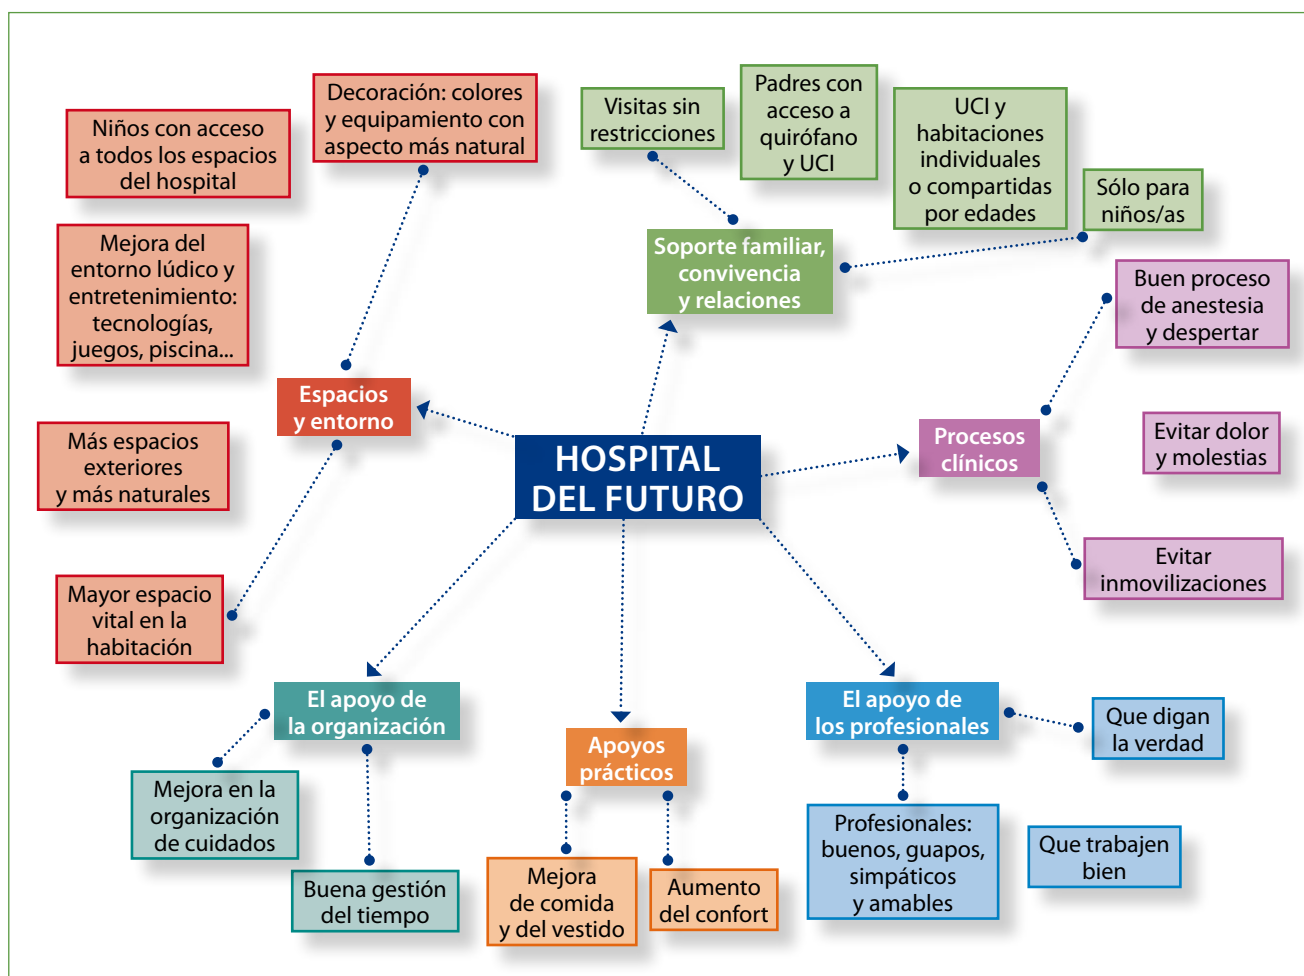 Niños con acceso
a todos los espacios
del hospital
Decoración: colores
y equipamiento con
aspecto más natural
Visitas sin
restricciones
Padres con
acceso a
quirófano
y UCI
UCI y
habitaciones
individuales
o compartidas
por edades
Sólo para
niños/as
Mejora del
entorno lúdico y
entretenimiento:
tecnologías,
juegos, piscina...
Soporte familiar,
convivencia
y relaciones
Buen proceso
de anestesia
y despertar
Espacios
y entorno
Más espacios
exteriores
y más naturales
HOSPITAL
DEL FUTURO
Procesos
clínicos
Evitar dolor
y molestias
Evitar
inmovilizaciones
Mayor espacio
vital en la
habitación
El apoyo de
la organización
Apoyos
prácticos
El apoyo de
los profesionales
Que digan
la verdad
Mejora en la
organización
de cuidados
Buena gestión
del tiempo
Mejora
de comida
y del vestido
Aumento
del confort
Profesionales:
buenos, guapos,
simpáticos
y amables
Que trabajen
bien